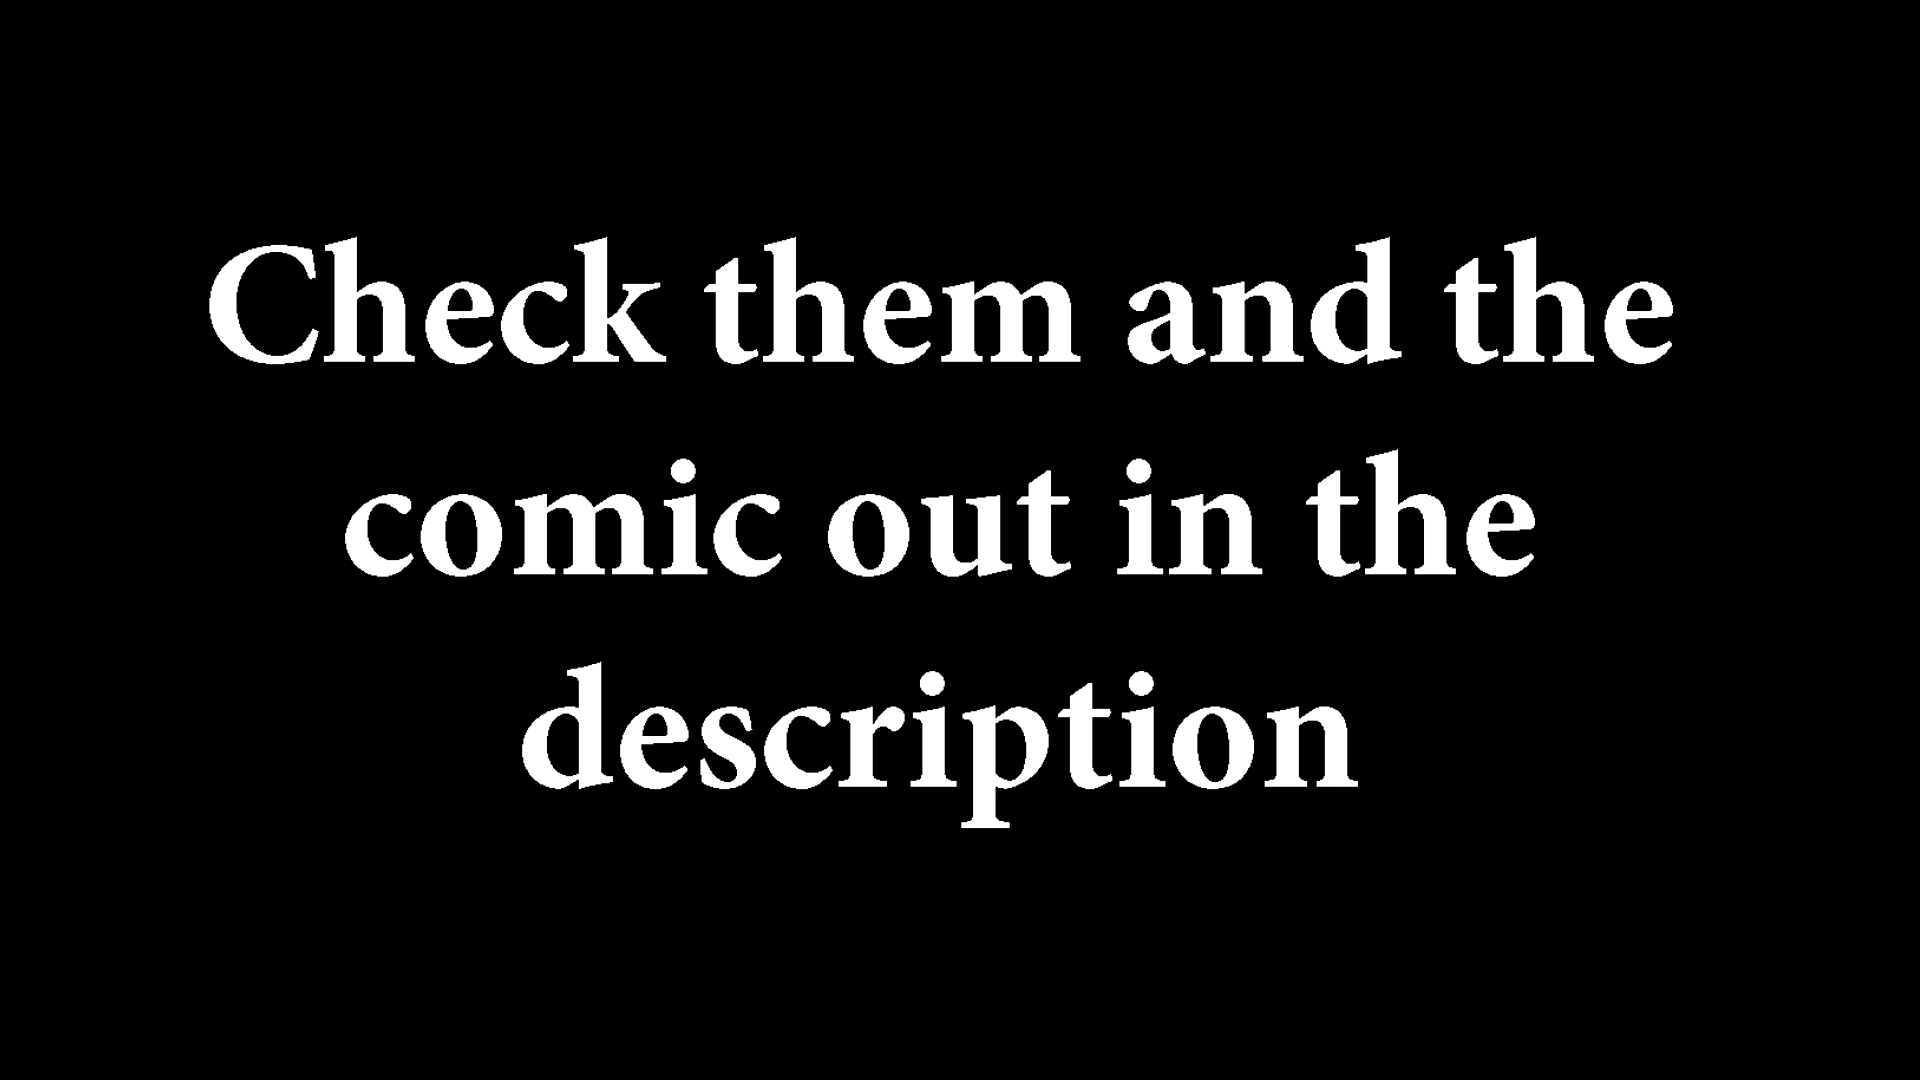 Check them and the
comic out in the
description